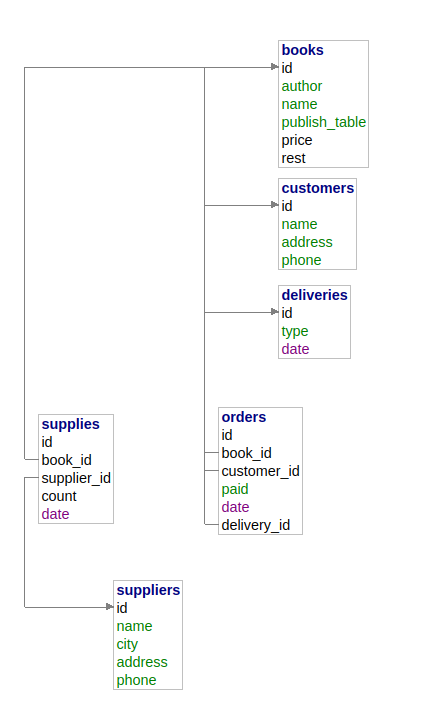 books
id
author
name
publish_table
price
rest
customers
id
name
address
phone
deliveries
id
type
date
supplies
id
book_id
supplier_id
count
date
orders
id
book_id
customer_id
paid
date
delivery_id
suppliers
id
name
city
address
phone